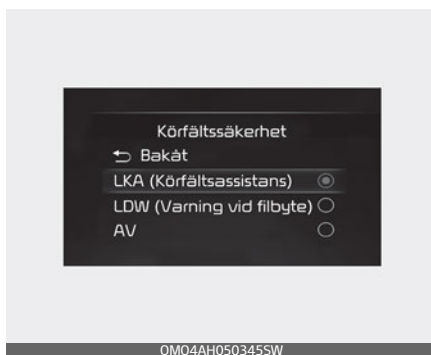 Körfältssäkerhet
Bakåt
LKA (Körfältsassistans)
LDW (Varning vid filbyte)
AV
OMO4AH050345SW